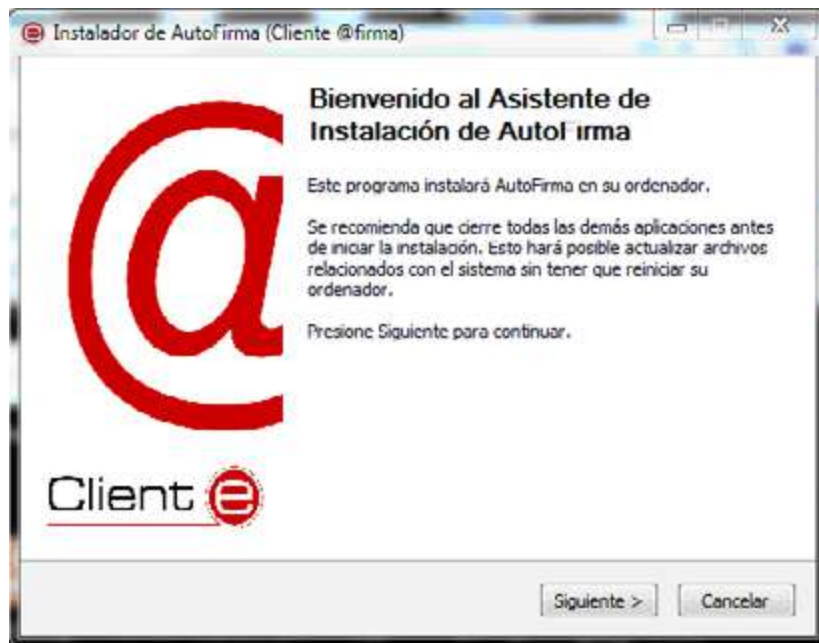 Instalador de AutoFirma (Cliente @firma)
Bienvenido al Asistente de
Instalación de AutoFirma
Este programa instalará AutoFirma en su ordenador.
Se recomienda que cierre todas las demás aplicaciones antes
de iniciar la instalación. Esto hará posible actualizar archivos
relacionados con el sistema sin tener que reiniciar su
ordenador.
Presione Siguiente para continuar.
@
Client e
Siguiente >
Cancelar